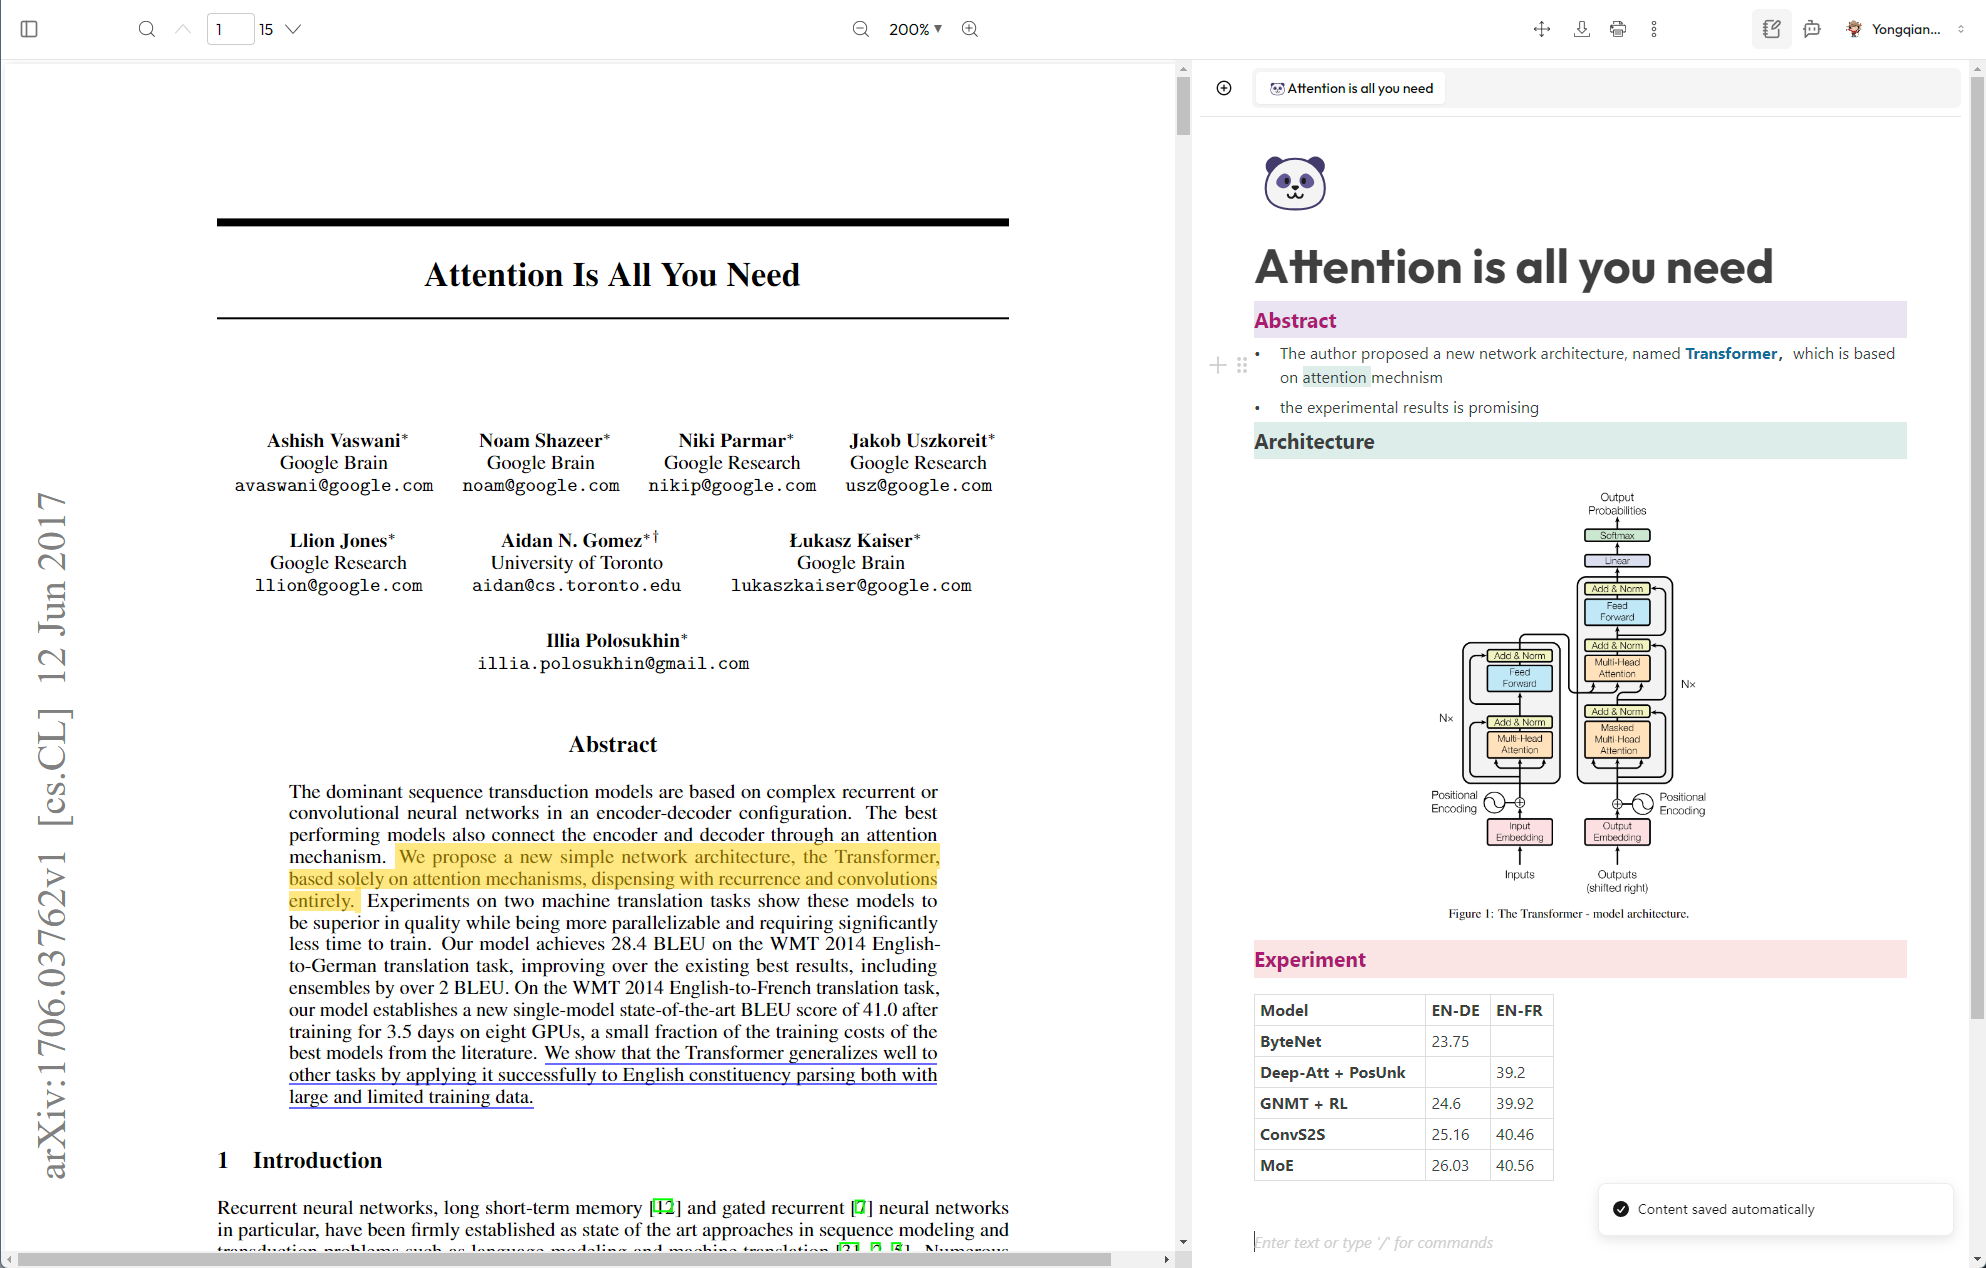 1 15
200%
Yongqian...
arXiv:1706.03762v1 [cs.CL] 12 Jun 2017
Attention Is All You Need
Ashish Vaswani* Noam Shazeer* Niki Parmar* Jakob Uszkoreit*
Google Brain Google Brain Google Research Google Research
avaswani@google.com noam@google.com nikip@google.com usz@google.com
Llion Jones* Aidan N. Gomez*† Łukasz Kaiser*
Google Research University of Toronto Google Brain
llion@google.com aidan@cs.toronto.edu lukaszkaiser@google.com
Illia Polosukhin*
illia.polosukhin@gmail.com
Abstract
The dominant sequence transduction models are based on complex recurrent or
convolutional neural networks in an encoder-decoder configuration. The best
performing models also connect the encoder and decoder through an attention
mechanism. We propose a new simple network architecture, the Transformer,
based solely on attention mechanisms, dispensing with recurrence and convolutions
entirely. Experiments on two machine translation tasks show these models to
be superior in quality while being more parallelizable and requiring significantly
less time to train. Our model achieves 28.4 BLEU on the WMT 2014 English-
to-German translation task, improving over the existing best results, including
ensembles by over 2 BLEU. On the WMT 2014 English-to-French translation task,
our model establishes a new single-model state-of-the-art BLEU score of 41.0 after
training for 3.5 days on eight GPUs, a small fraction of the training costs of the
best models from the literature. We show that the Transformer generalizes well to
other tasks by applying it successfully to English constituency parsing both with
large and limited training data.
1 Introduction
Recurrent neural networks, long short-term memory [12] and gated recurrent [7] neural networks
in particular, have been firmly established as state of the art approaches in sequence modeling and
transduction problems such as language modeling and machine translation [31, 2, 5]. Numerous
Attention is all you need
Attention is all you need
Abstract
• The author proposed a new network architecture, named Transformer，which is based
on attention mechnism
• the experimental results is promising
Architecture
Output
Probabilities
Softmax
Linear
Add & Norm
Feed
Forward
Add & Norm
Multi-Head
Attention
Add & Norm
Masked
Multi-Head
Attention
Nx
Add & Norm
Feed
Forward
Add & Norm
Multi-Head
Attention
Nx
Positional
Encoding
Positional
Encoding
Input
Embedding
Output
Embedding
Inputs
Outputs
(shifted right)
Figure 1: The Transformer - model architecture.
Experiment
Model EN-DE EN-FR
ByteNet 23.75
Deep-Att + PosUnk 39.2
GNMT + RL 24.6 39.92
ConvS2S 25.16 40.46
MoE 26.03 40.56
Content saved automatically
Enter text or type '/' for commands